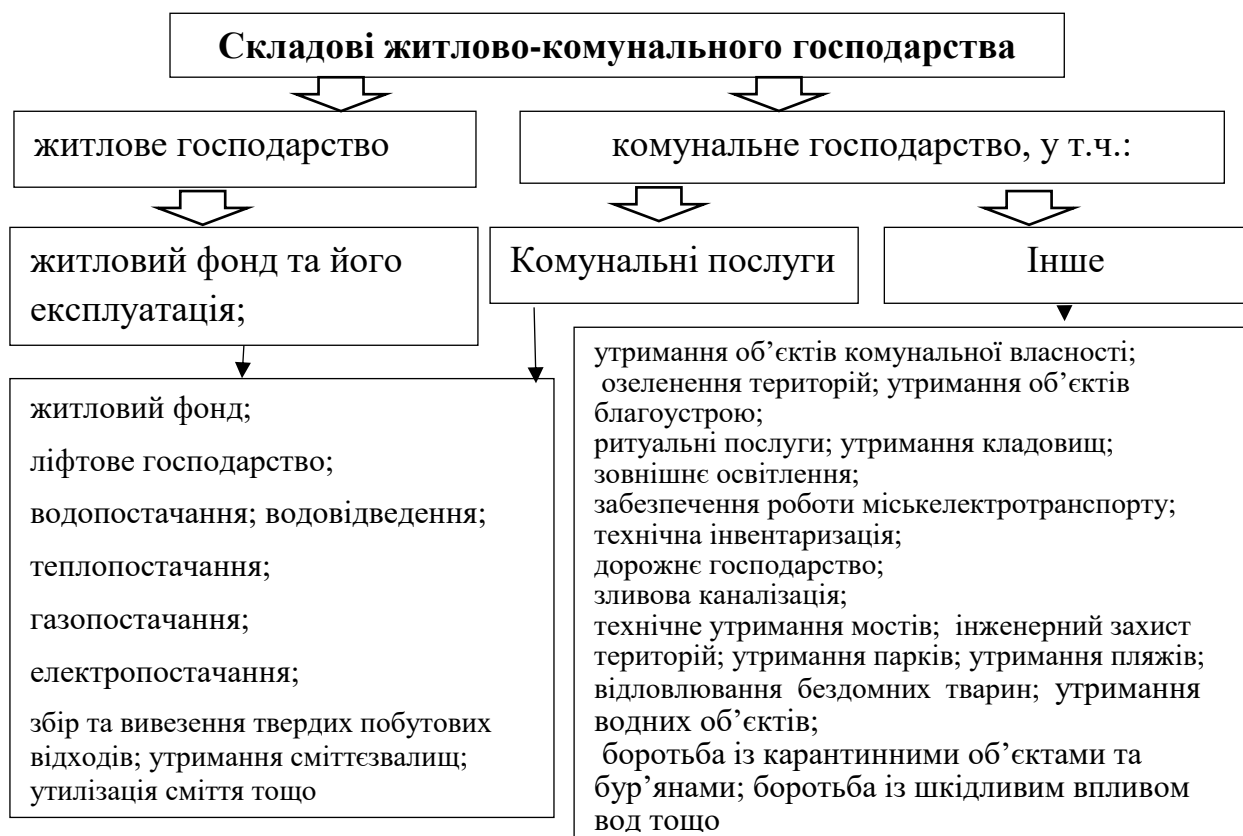 Складові житлово-комунального господарства
житлове господарство
комунальне господарство, у т.ч.:
житловий фонд та його
експлуатація;
Комунальні послуги
Інше
житловий фонд;
ліфтове господарство;
водопостачання; водовідведення;
теплопостачання;
газопостачання;
електропостачання;
збір та вивезення твердих побутових
відходів; утримання сміттєзвалищ;
утилізація сміття тощо
утримання об’єктів комунальної власності;
озеленення територій; утримання об’єктів
благоустрою;
ритуальні послуги; утримання кладовищ;
зовнішнє освітлення;
забезпечення роботи міськелектротранспорту;
технічна інвентаризація;
дорожнє господарство;
зливова каналізація;
технічне утримання мостів; інженерний захист
територій; утримання парків; утримання пляжів;
відловлювання бездомних тварин; утримання
водних об’єктів;
боротьба із карантинними об’єктами та
бур’янами; боротьба із шкідливим впливом
вод тощо